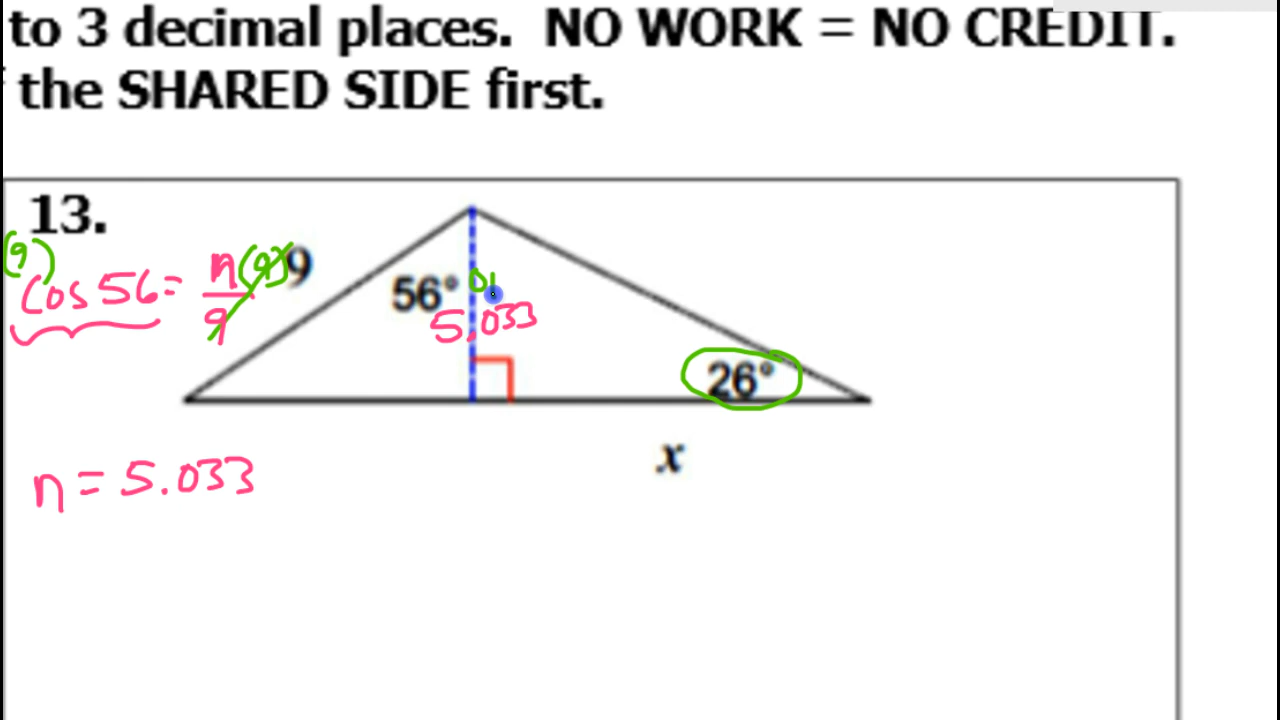 to 3 decimal places. NO WORK = NO CREDIT.
the SHARED SIDE first.
13.
(9)
cos 56 = n(9)
9
9
56°
5.033
26°
x
n = 5.033